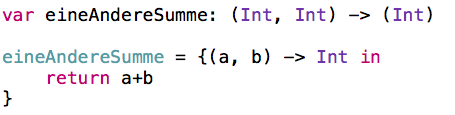 var eineAndereSumme: (Int, Int) -> (Int)
eineAndereSumme = {(a, b) -> Int in
    return a+b
}